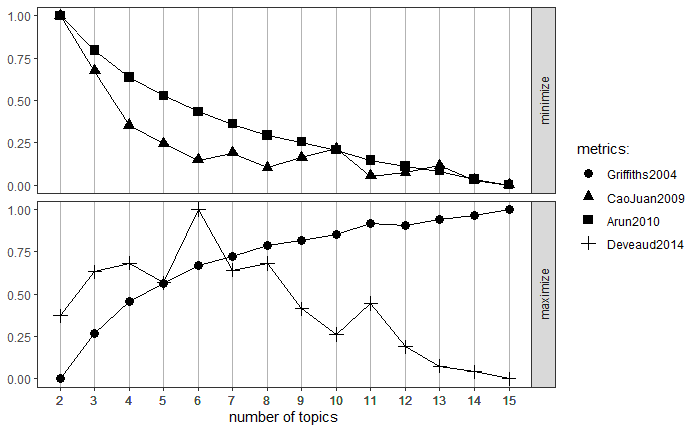 1.00
0.75
0.50
0.25
0.00
minimize
1.00
0.75
0.50
0.25
0.00
maximize
2 3 4 5 6 7 8 9 10 11 12 13 14 15
number of topics
metrics:
Griffiths2004
CaoJuan2009
Arun2010
Deveaud2014